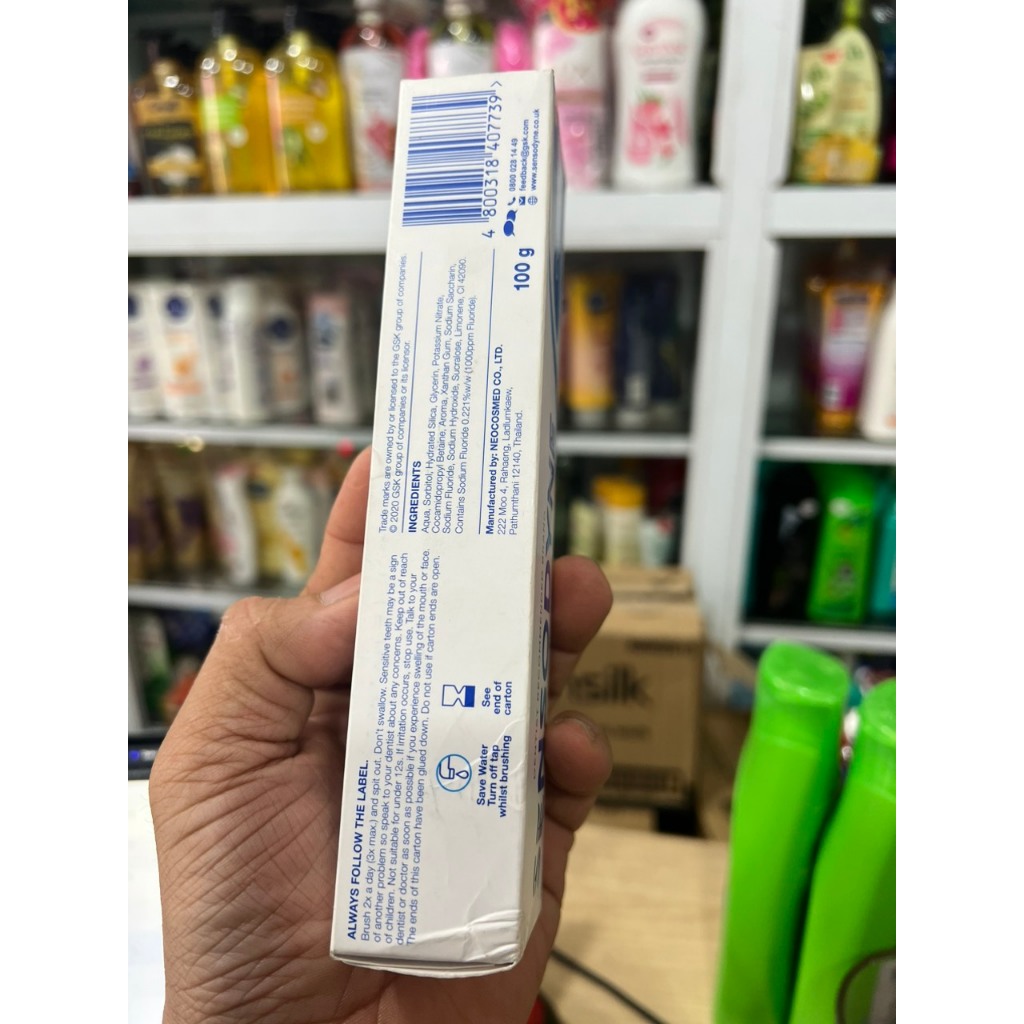 ALWAYS FOLLOW THE LABEL.
Brush 2x a day (3x max.) and spit out. Don't swallow. Sensitive teeth may be a sign
of another problem so speak to your dentist about any concerns. Keep out of reach
of children. Not suitable for under 12s. If irritation occurs, stop use. Talk to your
dentist or doctor as soon as possible if you experience swelling of the mouth or face.
The ends of this carton have been glued down. Do not use if carton ends are open.
Save Water
Turn off tap
whilst brushing
See
end of
carton
Trade marks are owned by or licensed to the GSK group of companies.
© 2020 GSK group of companies or its licensor.
INGREDIENTS
Aqua, Sorbitol, Hydrated Silica, Glycerin, Potassium Nitrate,
Cocamidopropyl Betaine, Aroma, Xanthan Gum, Sodium Saccharin,
Sodium Fluoride, Sodium Hydroxide, Sucralose, Limonene, CI 42090.
Contains Sodium Fluoride 0.221%w/w (1000ppm Fluoride).
Manufactured by: NEOCOSMED CO., LTD.
222 Moo 4, Rahaeng, Ladlumkaew,
Pathumthani 12140, Thailand.
100 g
4 800318 407739 >
0800 028 14 49
feedback@gsk.com
www.sensodyne.co.uk
SENSODYNE